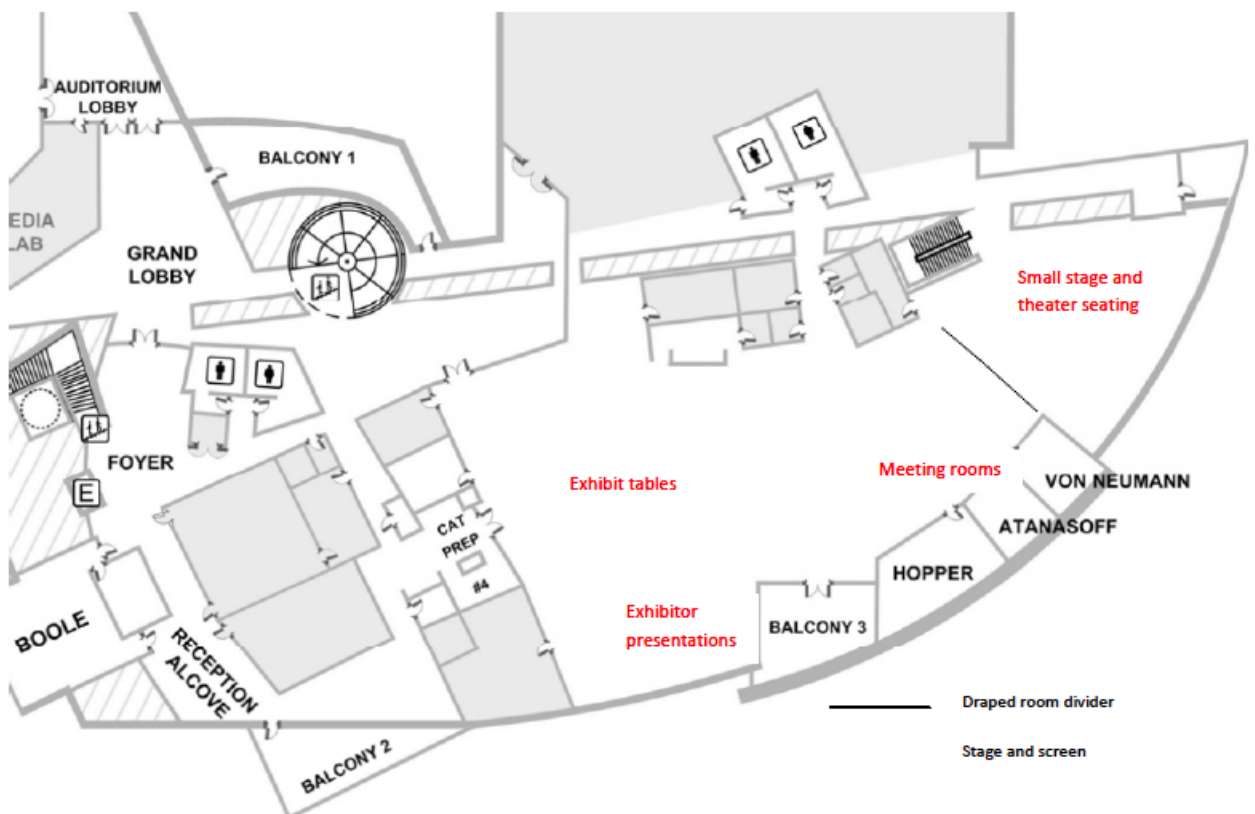 AUDITORIUM
LOBBY
BALCONY 1
EDIA
LAB
GRAND
LOBBY
Small stage and
theater seating
FOYER
E
Exhibit tables
Meeting rooms
VON NEUMANN
ATANASOFF
CAT
PREP
#4
HOPPER
BOOLE
RECEPTION
ALCOVE
Exhibitor
presentations
BALCONY 3
BALCONY 2
Draped room divider
Stage and screen